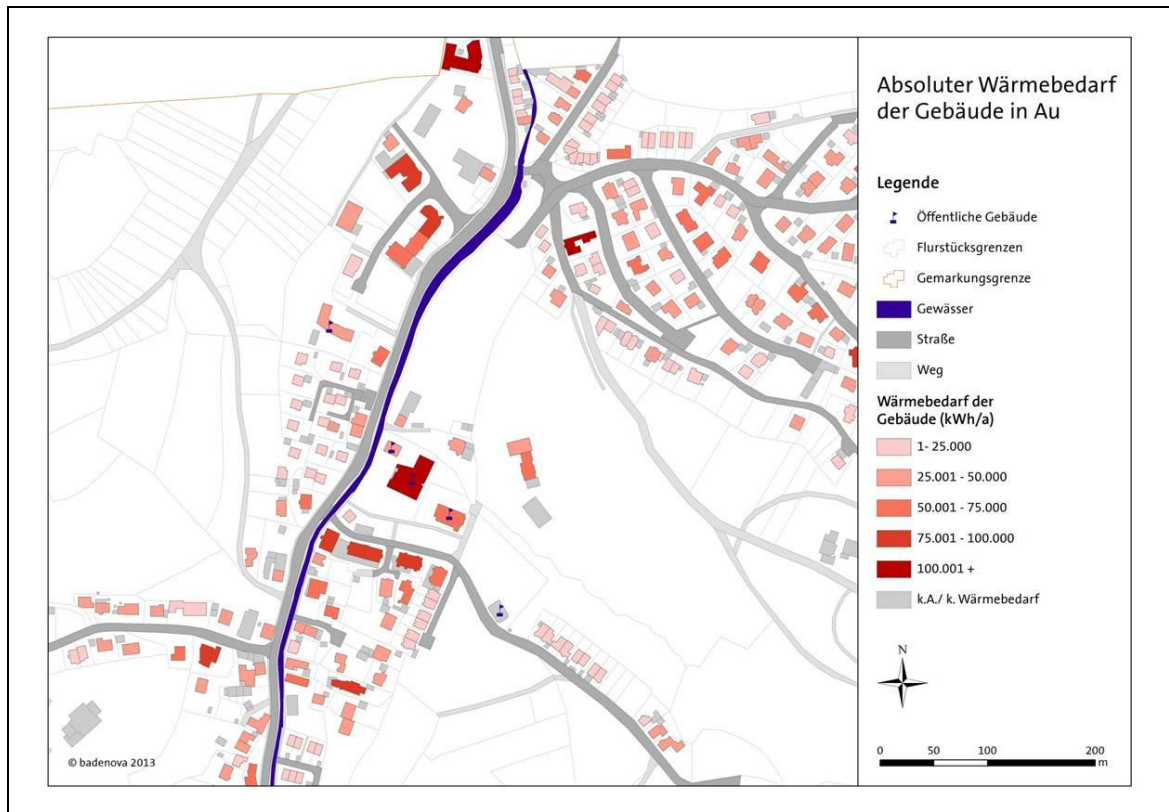 Absoluter Wärmebedarf
der Gebäude in Au
Legende
Öffentliche Gebäude
Flurstücksgrenzen
Gemarkungsgrenze
Gewässer
Straße
Weg
Wärmebedarf der
Gebäude (kWh/a)
1- 25.000
25.001 - 50.000
50.001 - 75.000
75.001 - 100.000
100.001 +
k.A./ k. Wärmebedarf
N
0 50 100 200
m
© badenova 2013